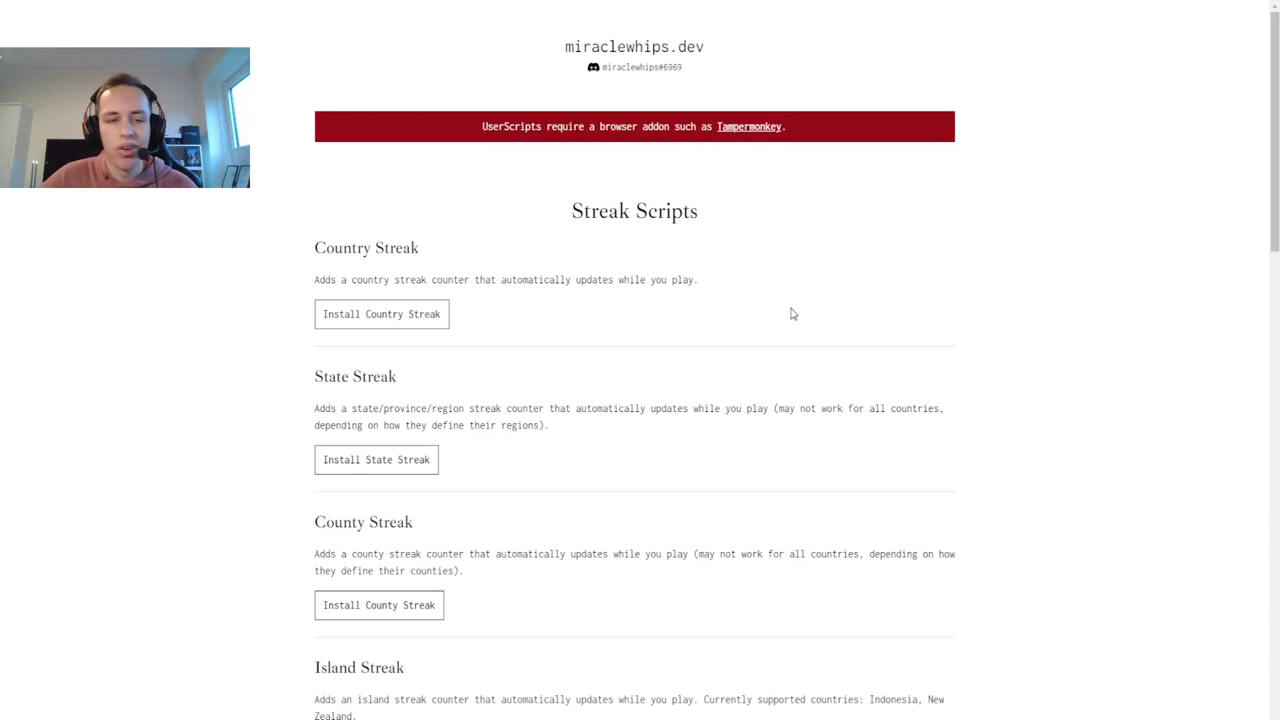 miraclewhips.dev
miraclewhips#6969
UserScripts require a browser addon such as Tampermonkey.
Streak Scripts
Country Streak
Adds a country streak counter that automatically updates while you play.
Install Country Streak
State Streak
Adds a state/province/region streak counter that automatically updates while you play (may not work for all countries,
depending on how they define their regions).
Install State Streak
County Streak
Adds a county streak counter that automatically updates while you play (may not work for all countries, depending on how
they define their counties).
Install County Streak
Island Streak
Adds an island streak counter that automatically updates while you play. Currently supported countries: Indonesia, New
Zealand.